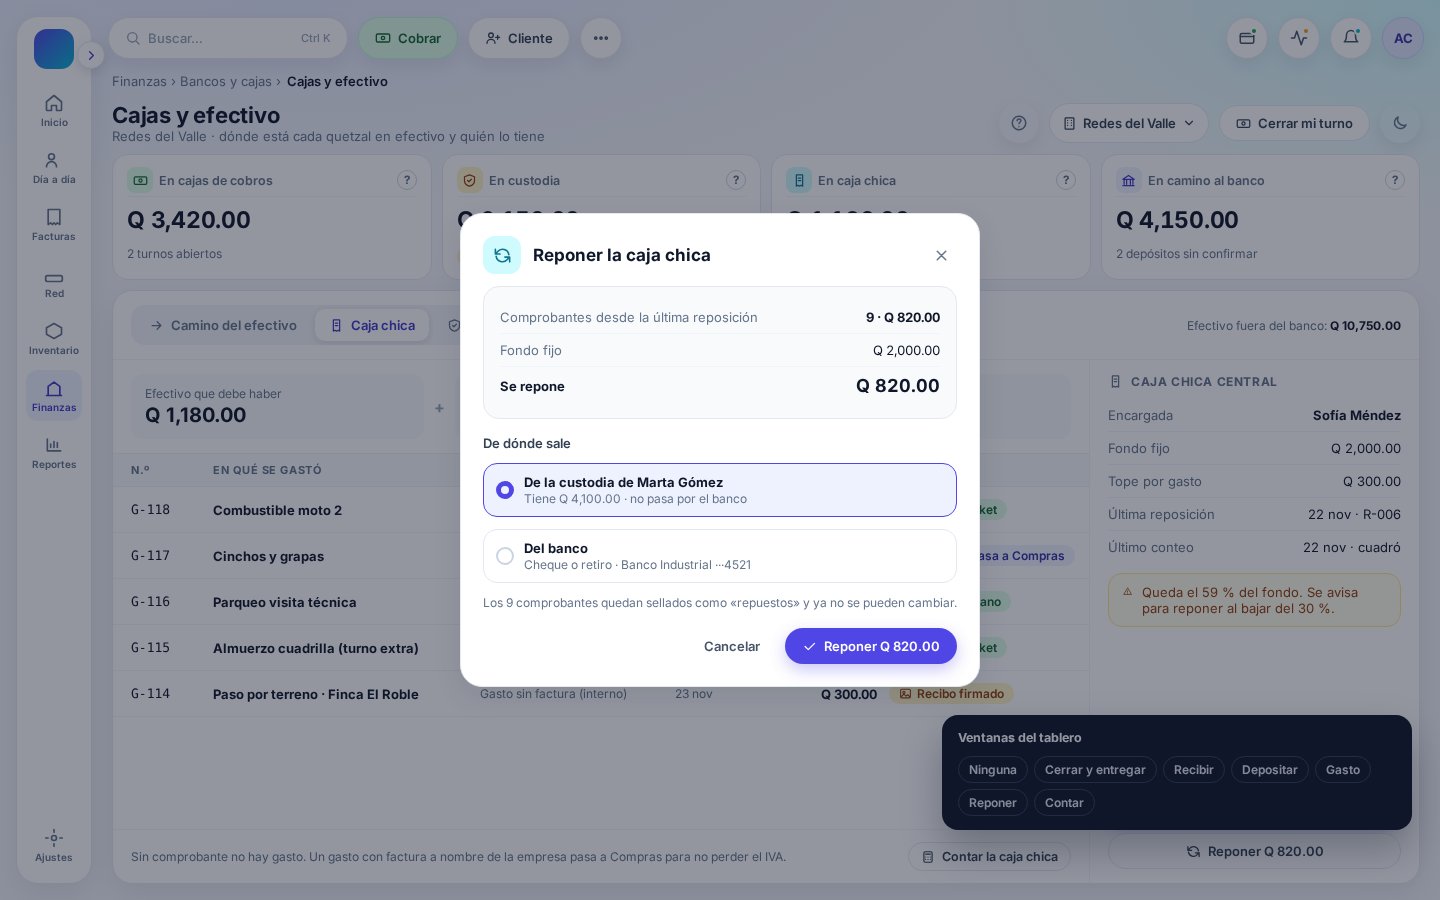 Buscar...
Ctrl K
Cobrar
Cliente
AC
Finanzas › Bancos y cajas › Cajas y efectivo
Cajas y efectivo
Redes del Valle · dónde está cada quetzal en efectivo y quién lo tiene
Redes del Valle
Cerrar mi turno
Inicio
Día a día
Facturas
Red
Inventario
Finanzas
Reportes
Ajustes
En cajas de cobros
?
Q 3,420.00
2 turnos abiertos
En custodia
?
En caja chica
?
En camino al banco
?
Q 4,150.00
2 depósitos sin confirmar
Camino del efectivo
Caja chica
Efectivo fuera del banco: Q 10,750.00
Efectivo que debe haber
Q 1,180.00
+
N.º
EN QUÉ SE GASTÓ
G-118
Combustible moto 2
G-117
Cinchos y grapas
asa a Compras
G-116
Parqueo visita técnica
G-115
Almuerzo cuadrilla (turno extra)
G-114
Paso por terreno · Finca El Roble
Gasto sin factura (interno)
23 nov
Q 300.00
Recibo firmado
Sin comprobante no hay gasto. Un gasto con factura a nombre de la empresa pasa a Compras para no perder el IVA.
Contar la caja chica
CAJA CHICA CENTRAL
Encargada
Sofía Méndez
Fondo fijo
Q 2,000.00
Tope por gasto
Q 300.00
Última reposición
22 nov · R-006
Último conteo
22 nov · cuadró
Queda el 59 % del fondo. Se avisa
para reponer al bajar del 30 %.
Reponer Q 820.00
Reponer la caja chica
Comprobantes desde la última reposición
9 · Q 820.00
Fondo fijo
Q 2,000.00
Se repone
Q 820.00
De dónde sale
De la custodia de Marta Gómez
Tiene Q 4,100.00 · no pasa por el banco
Del banco
Cheque o retiro · Banco Industrial ···4521
Los 9 comprobantes quedan sellados como «repuestos» y ya no se pueden cambiar.
Cancelar
Reponer Q 820.00
Ventanas del tablero
Ninguna
Cerrar y entregar
Recibir
Depositar
Gasto
Reponer
Contar